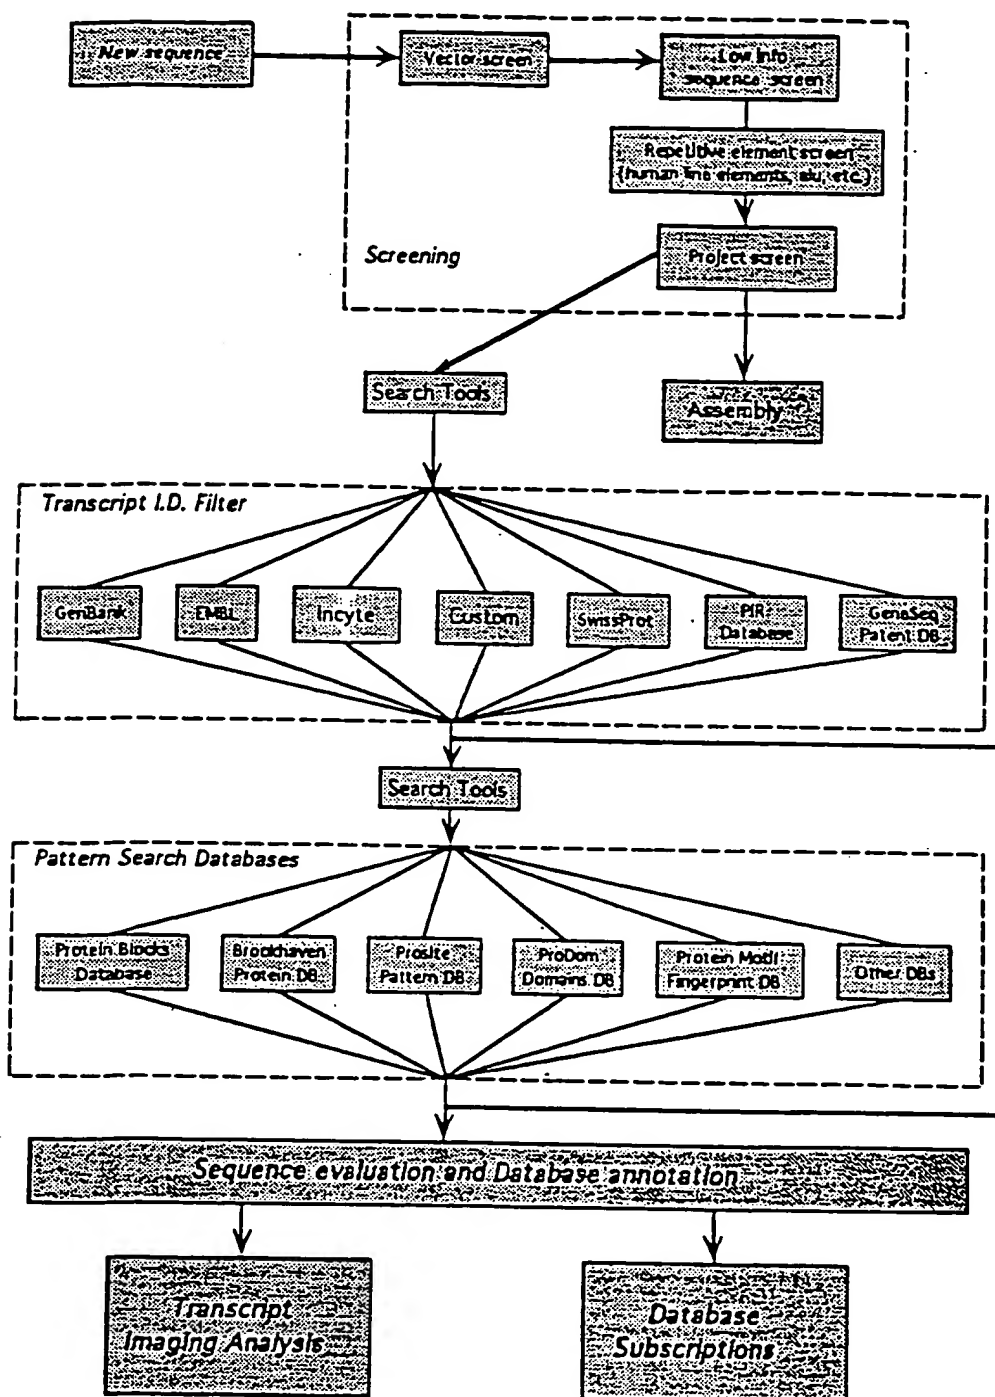 New sequence
Vector screen
Low info
sequence screen
Repetitive element screen
(human line elements, alu, etc.)
Project screen
Screening
Search Tools
Assembly
Transcript I.D. Filter
GenBank
EMBL
Incyte
Custom
SwissProt
PIR
Database
GeneSeq
Patent DB
Search Tools
Pattern Search Databases
Protein Blocks
Database
Brookhaven
Protein DB
Prosite
Pattern DB
ProDom
Domains DB
Protein Motif
Fingerprint DB
Other DBs
Sequence evaluation and Database annotation
Transcript
Imaging Analysis
Database
Subscriptions